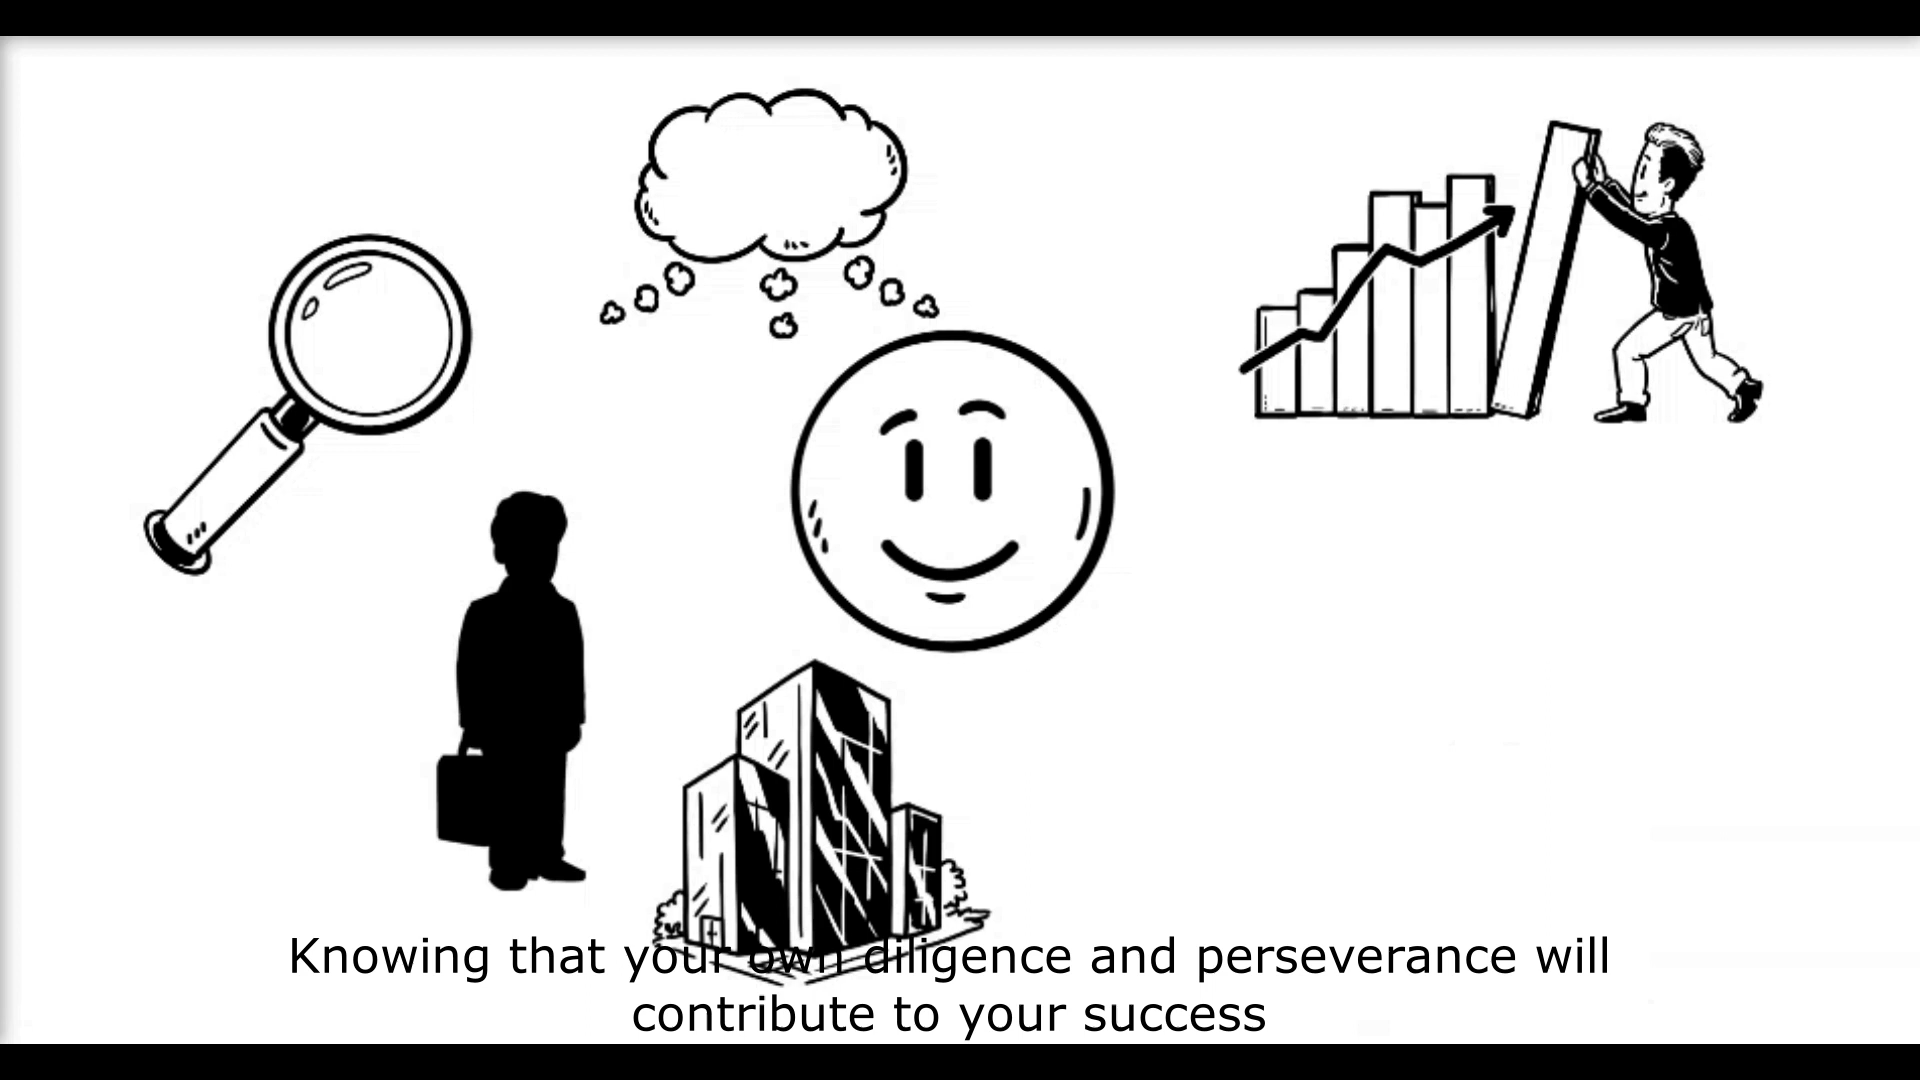 Knowing that your own diligence and perseverance will
contribute to your success